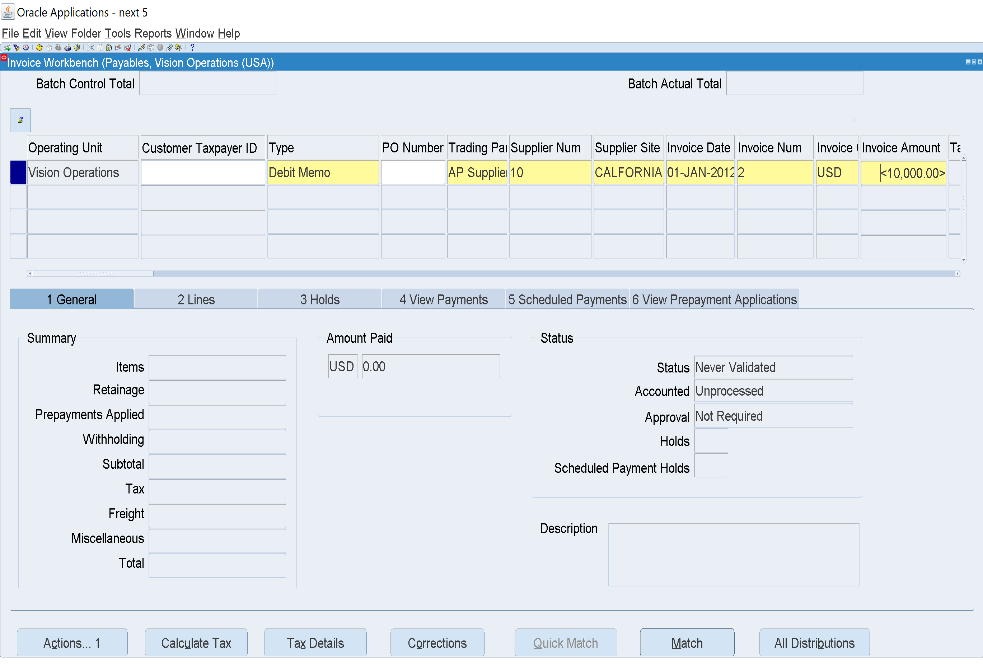 Oracle Applications - next 5
File Edit View Folder Tools Reports Window Help
Invoice Workbench (Payables, Vision Operations (USA))
Batch Control Total Batch Actual Total
Operating Unit Customer Taxpayer ID Type PO Number Trading Par Supplier Num Supplier Site Invoice Date Invoice Num Invoice Invoice Amount Ta
Vision Operations Debit Memo AP Supplier 10 CALFORNIA 01-JAN-2012 2 USD <10,000.00>
1 General 2 Lines 3 Holds 4 View Payments 5 Scheduled Payments 6 View Prepayment Applications
Summary Amount Paid Status
Items USD 0.00 Status Never Validated
Retainage Accounted Unprocessed
Prepayments Applied Approval Not Required
Withholding Holds
Subtotal Scheduled Payment Holds
Tax
Freight
Miscellaneous Description
Total
Actions... 1 Calculate Tax Tax Details Corrections Quick Match Match All Distributions